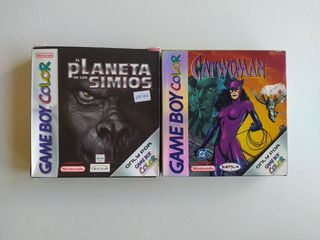 GAME BOY COLOR
EL
PLANETA
DE LOS
SIMIOS
Nintendo
ONLY FOR
GAME BOY
COLOR
GAME BOY COLOR
CATWOMAN
Nintendo
KEMCO
ONLY FOR
GAME BOY
COLOR